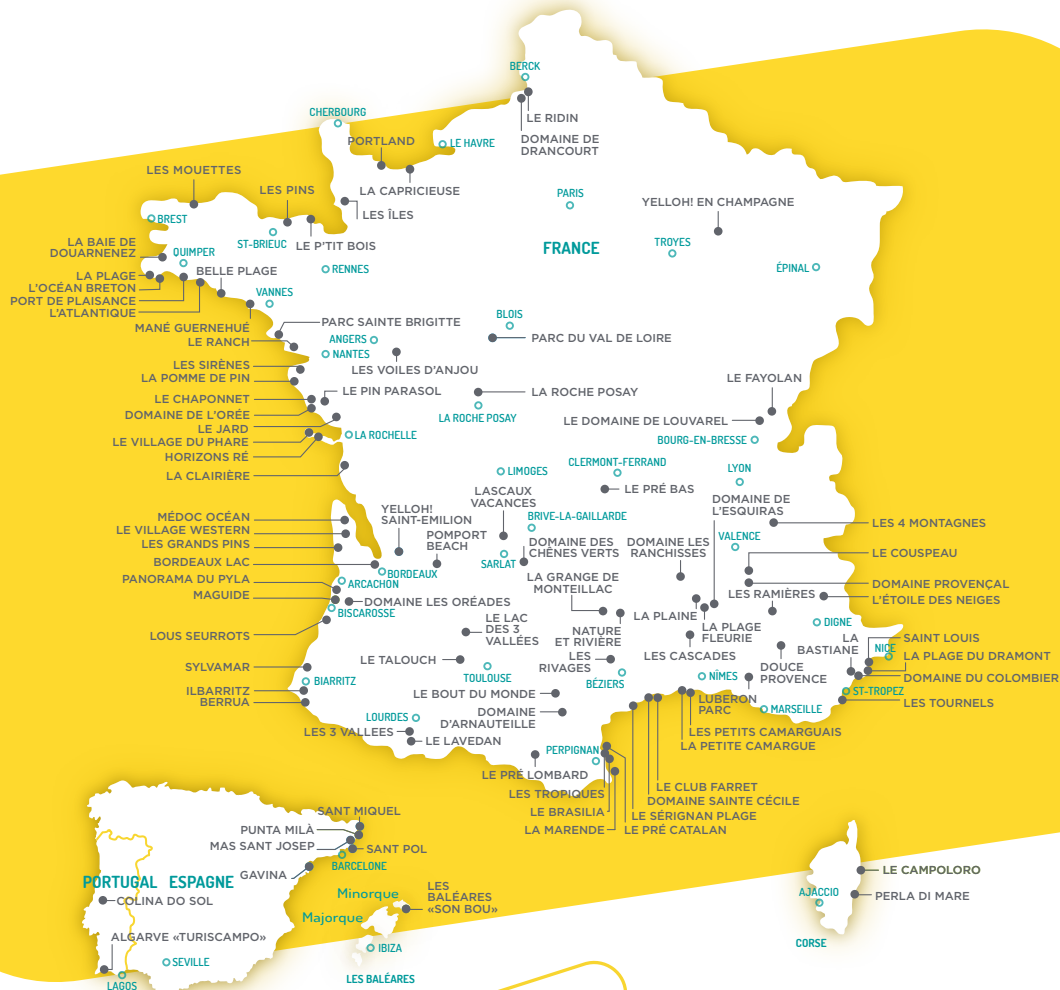 BERCK
LE RIDIN
DOMAINE DE
DRANCOURT
CHERBOURG
PORTLAND
LE HAVRE
LA CAPRICIEUSE
LES ÎLES
LES MOUETTES
LES PINS
BREST
ST-BRIEUC
LE P'TIT BOIS
PARIS
YELLOH! EN CHAMPAGNE
FRANCE
TROYES
ÉPINAL
LA BAIE DE
DOUARNENEZ
QUIMPER
BELLE PLAGE
RENNES
LA PLAGE
L'OCÉAN BRETON
PORT DE PLAISANCE
L'ATLANTIQUE
VANNES
MANÉ GUERNEHUÉ
LE RANCH
PARC SAINTE BRIGITTE
ANGERS
NANTES
BLOIS
PARC DU VAL DE LOIRE
LES SIRÈNES
LA POMME DE PIN
LES VOILES D'ANJOU
LE PIN PARASOL
LA ROCHE POSAY
LA ROCHE POSAY
LE FAYOLAN
LE CHAPONNET
DOMAINE DE L'ORÉE
LE JARD
LE VILLAGE DU PHARE
HORIZONS RÉ
LA ROCHELLE
LE DOMAINE DE LOUVAREL
BOURG-EN-BRESSE
LA CLAIRIÈRE
LIMOGES
CLERMONT-FERRAND
LYON
LE PRÉ BAS
LASCAUX
VACANCES
DOMAINE DE
L'ESQUIRAS
MÉDOC OCÉAN
LE VILLAGE WESTERN
LES GRANDS PINS
BORDEAUX LAC
PANORAMA DU PYLA
MAGUIDE
YELLOH!
SAINT-EMILION
POMPORT
BEACH
BRIVE-LA-GAILLARDE
SARLAT
DOMAINE DES
CHÊNES VERTS
DOMAINE LES
RANCHISSES
VALENCE
LES 4 MONTAGNES
LE COUSPEAU
DOMAINE PROVENÇAL
L'ÉTOILE DES NEIGES
BORDEAUX
ARCACHON
BISCAROSSE
DOMAINE LES ORÉADES
LA GRANGE DE
MONTEILLAC
LES RAMIÈRES
LA PLAINE
LOUS SEURROTS
LE LAC
DES 3
VALLÉES
NATURE
ET RIVIÈRE
LA PLAGE
FLEURIE
DIGNE
LA
BASTIANE
SAINT LOUIS
NICE
LA PLAGE DU DRAMONT
DOMAINE DU COLOMBIER
ST-TROPEZ
LES TOURNELS
SYLVAMAR
BIARRITZ
ILBARRITZ
BERRUA
LE TALOUCH
TOULOUSE
LES
RIVAGES
LES CASCADES
DOUCE
PROVENCE
BÉZIERS
NÎMES
LUBERON
PARC
MARSEILLE
LE BOUT DU MONDE
DOMAINE
D'ARNAUTEILLE
LOURDES
LES 3 VALLEES
LE LAVEDAN
LES PETITS CAMARGUAIS
LA PETITE CAMARGUE
PERPIGNAN
LE PRÉ LOMBARD
LES TROPIQUES
LE BRASILIA
LA MARENDE
LE CLUB FARRET
DOMAINE SAINTE CÉCILE
LE SÉRIGNAN PLAGE
LE PRÉ CATALAN
SANT MIQUEL
PUNTA MILÀ
MAS SANT JOSEP
SANT POL
BARCELONE
GAVINA
PORTUGAL
ESPAGNE
COLINA DO SOL
ALGARVE «TURISCAMPO»
SEVILLE
LAGOS
Minorque
Majorque
LES
BALÉARES
«SON BOU»
IBIZA
LES BALÉARES
LE CAMPOLORO
AJACCIO
PERLA DI MARE
CORSE